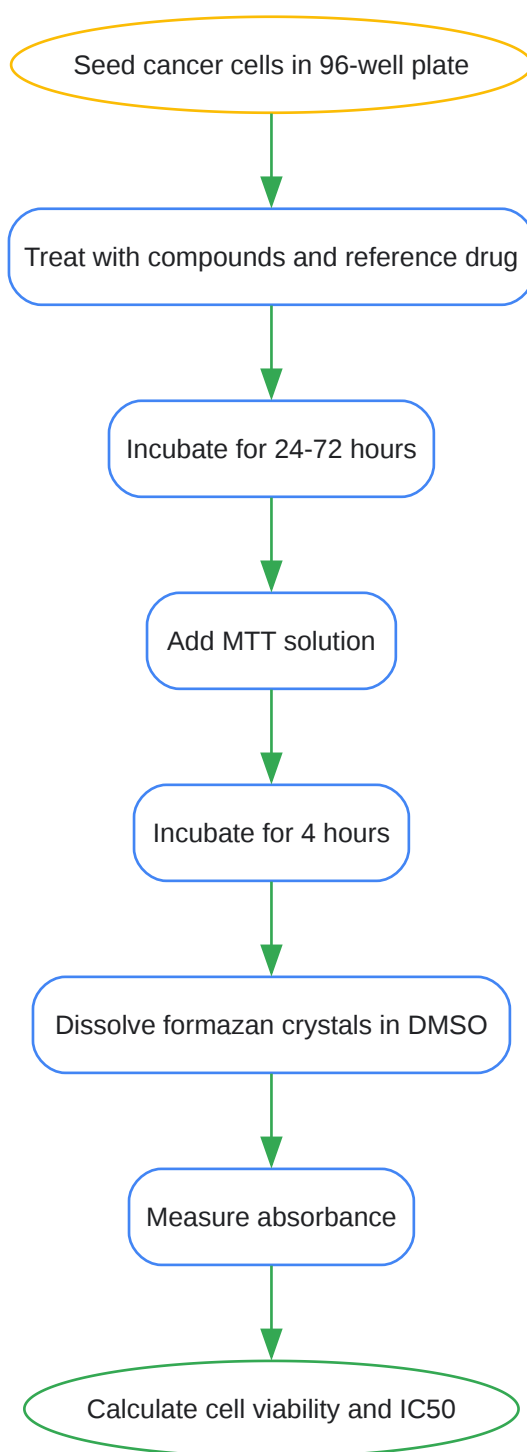 Seed cancer cells in 96-well plate
Treat with compounds and reference drug
Incubate for 24-72 hours
Add MTT solution
Incubate for 4 hours
Dissolve formazan crystals in DMSO
Measure absorbance
Calculate cell viability and IC50